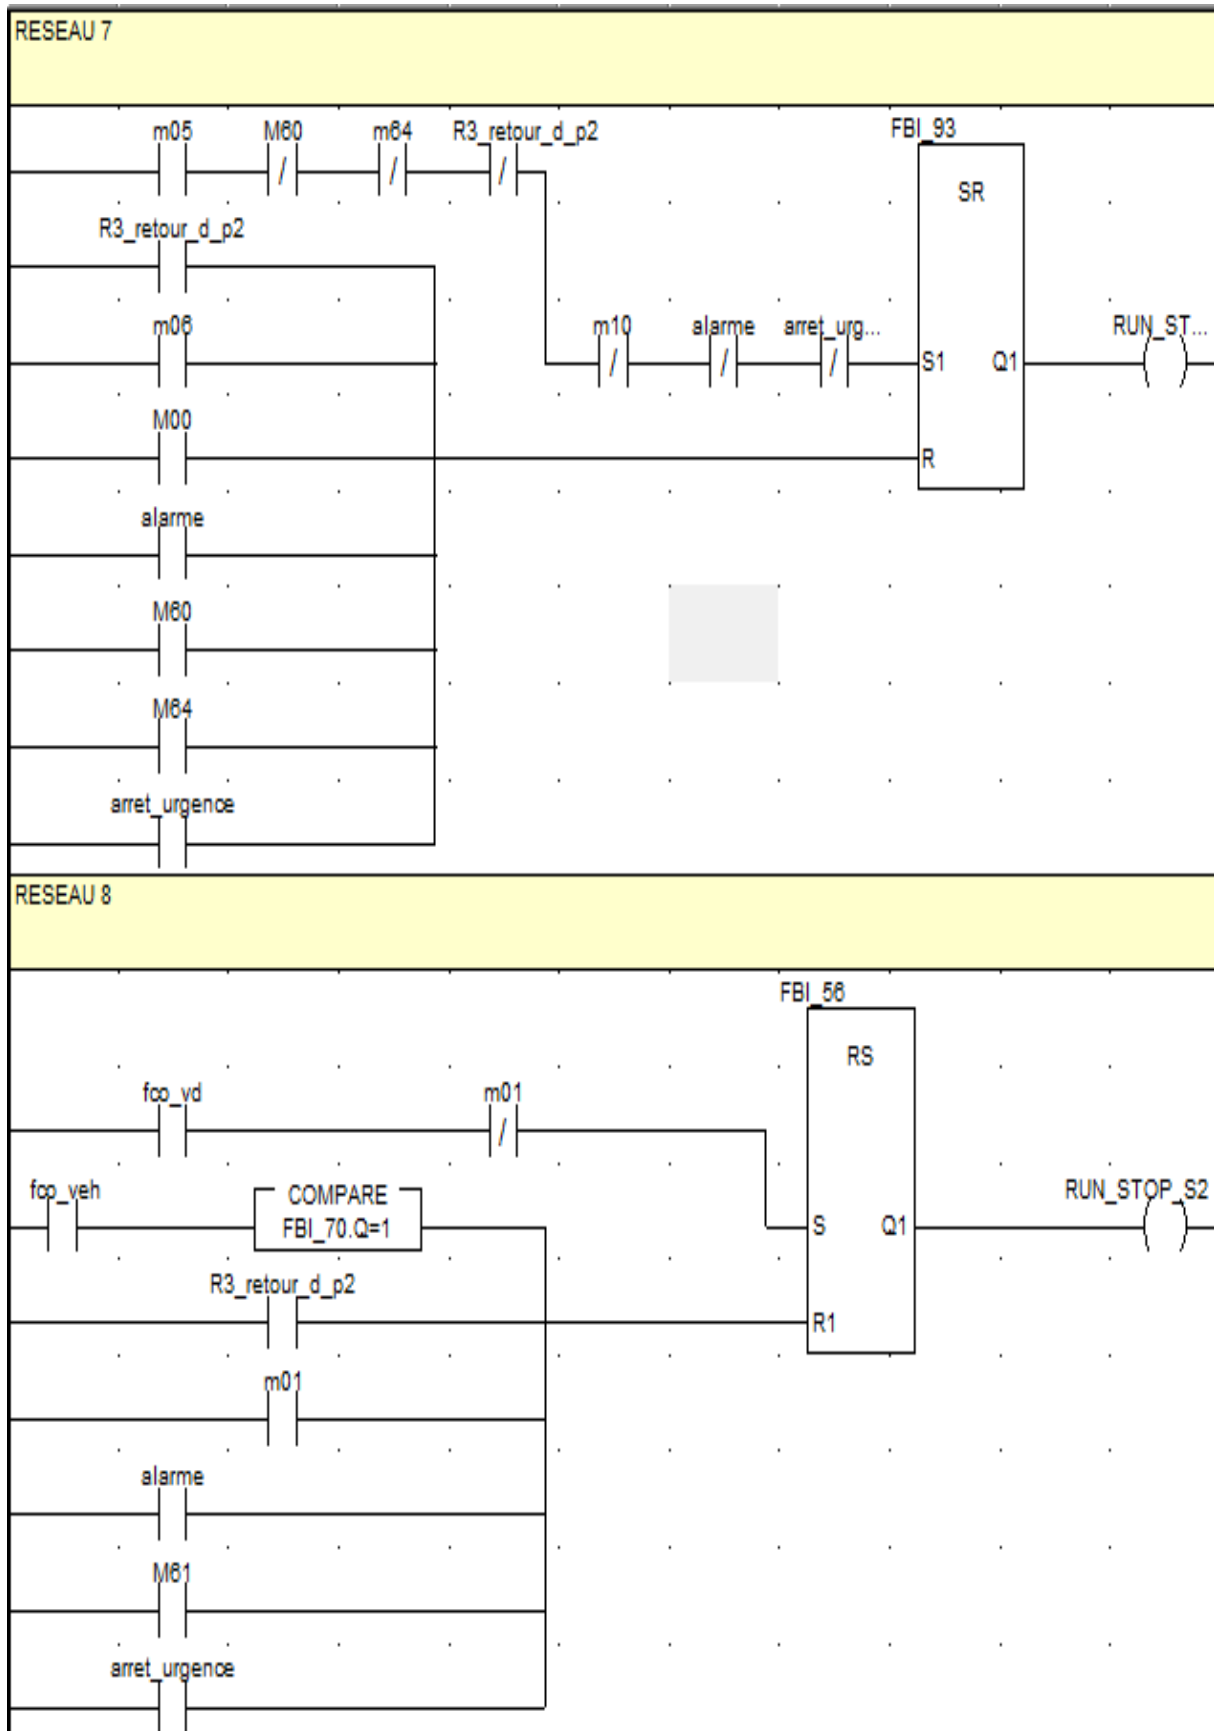 RESEAU 7
m05 M60 m64 R3_retour_d_p2 FBI_93
SR
R3_retour_d_p2
m06 m10 alarme arret_urg... RUN_ST...
S1 Q1
M00
R
alarme
M60
M64
arret_urgence
RESEAU 8
FBI_56
RS
fco_vd m01
fco_veh COMPARE RUN_STOP_S2
FBI_70.Q=1 S Q1
R3_retour_d_p2
R1
m01
alarme
M61
arret_urgence